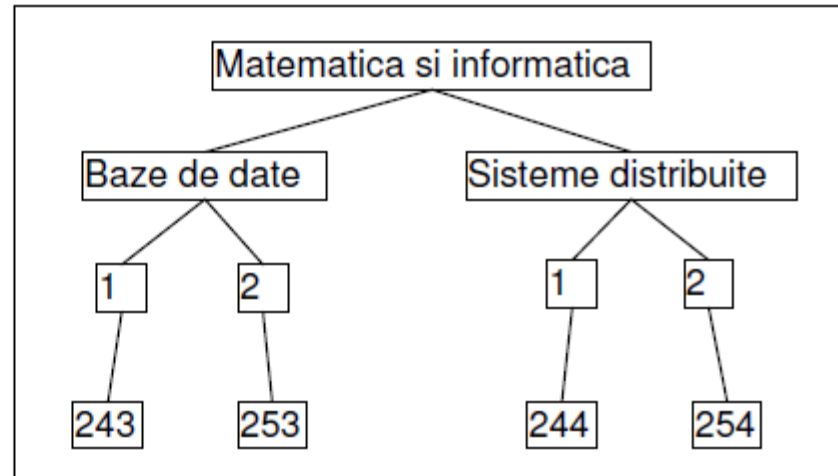 Matematica si informatica
Baze de date
Sisteme distribuite
1
2
1
2
243
253
244
254